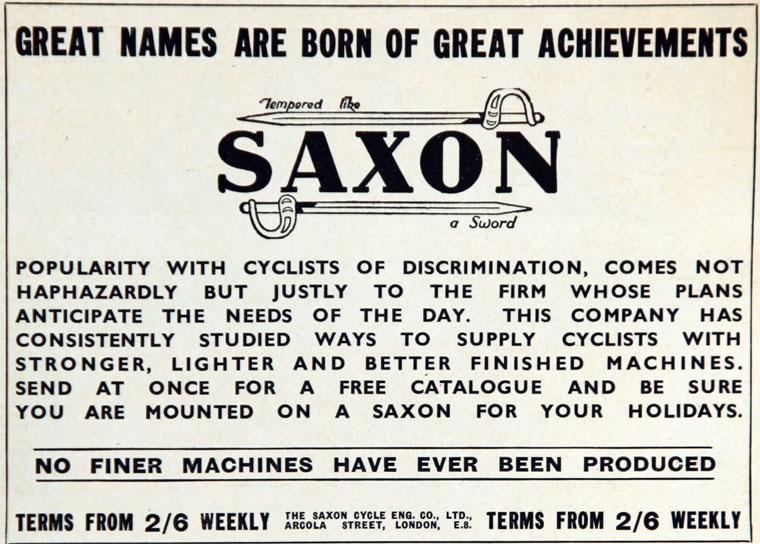 GREAT NAMES ARE BORN OF GREAT ACHIEVEMENTS
Tempered like
SAXON
a Sword
POPULARITY WITH CYCLISTS OF DISCRIMINATION, COMES NOT
HAPHAZARDLY BUT JUSTLY TO THE FIRM WHOSE PLANS
ANTICIPATE THE NEEDS OF THE DAY. THIS COMPANY HAS
CONSISTENTLY STUDIED WAYS TO SUPPLY CYCLISTS WITH
STRONGER, LIGHTER AND BETTER FINISHED MACHINES.
SEND AT ONCE FOR A FREE CATALOGUE AND BE SURE
YOU ARE MOUNTED ON A SAXON FOR YOUR HOLIDAYS.
NO FINER MACHINES HAVE EVER BEEN PRODUCED
TERMS FROM 2/6 WEEKLY
THE SAXON CYCLE ENG. CO., LTD.,
ARCOLA STREET, LONDON, E.8.
TERMS FROM 2/6 WEEKLY